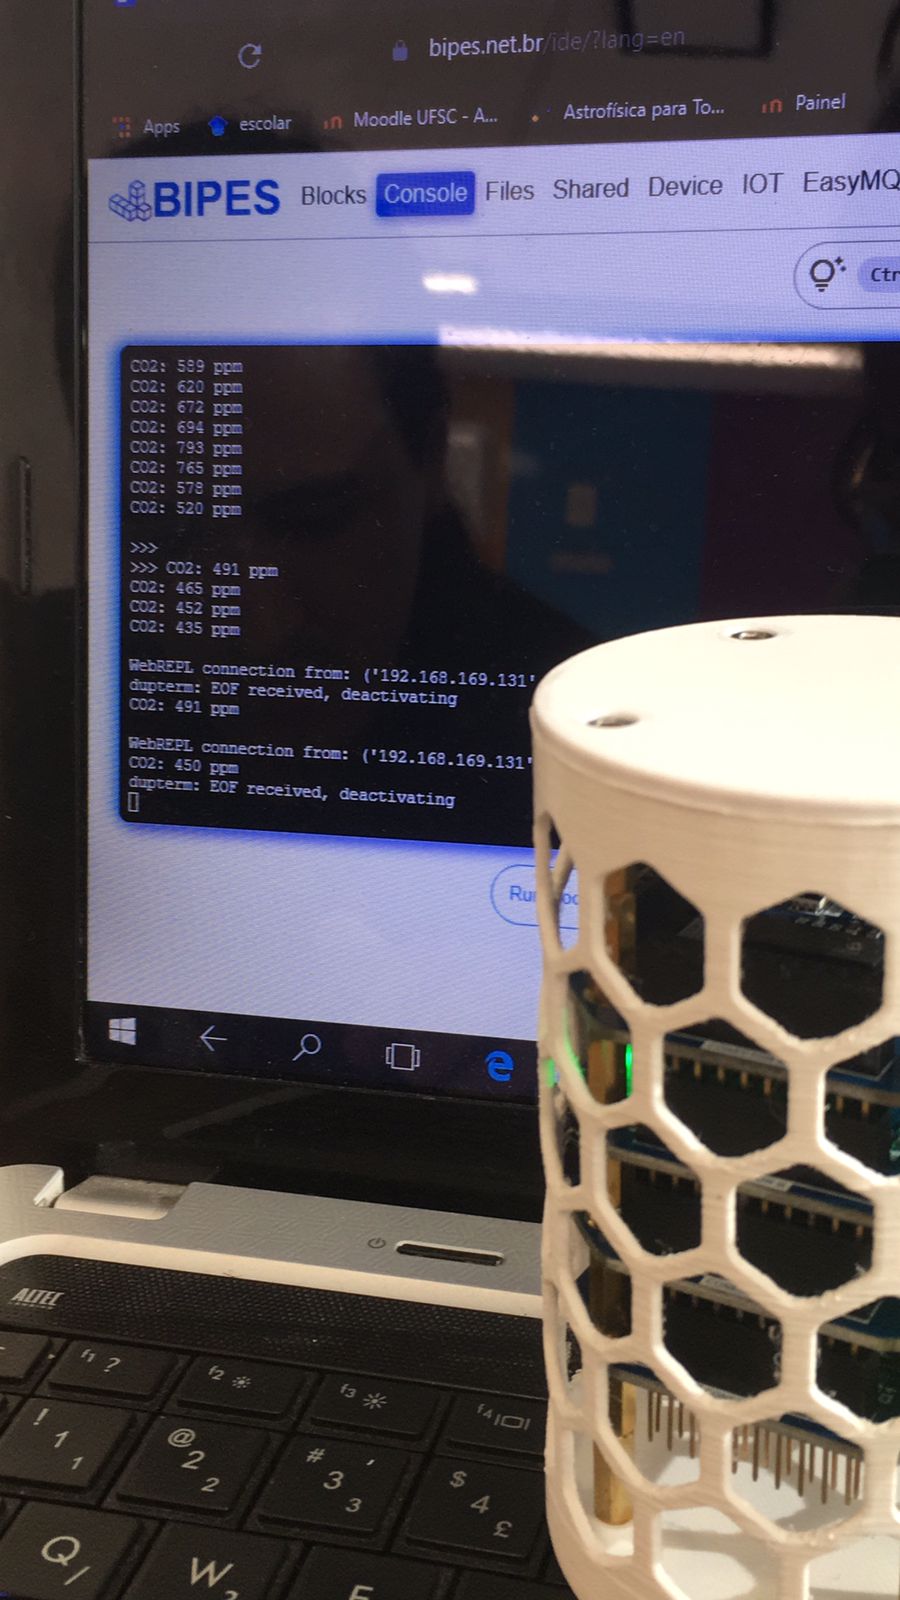 bipes.net.br/ide/?lang=en
Apps escolar Moodle UFSC - A... Astrofísica para To... Painel
BIPES Blocks Console Files Shared Device IOT EasyMQ
Ctr
CO2: 589 ppm
CO2: 620 ppm
CO2: 672 ppm
CO2: 694 ppm
CO2: 793 ppm
CO2: 765 ppm
CO2: 578 ppm
CO2: 520 ppm
>>>
>>> CO2: 491 ppm
CO2: 465 ppm
CO2: 452 ppm
CO2: 435 ppm
WebREPL connection from: ('192.168.169.131'
dupterm: EOF received, deactivating
CO2: 491 ppm
WebREPL connection from: ('192.168.169.131'
CO2: 450 ppm
dupterm: EOF received, deactivating
ALTEC
f1 ? f2 f3 f4
! 1 1 @ 2 2 # 3 3 $ 4 £
Q / W